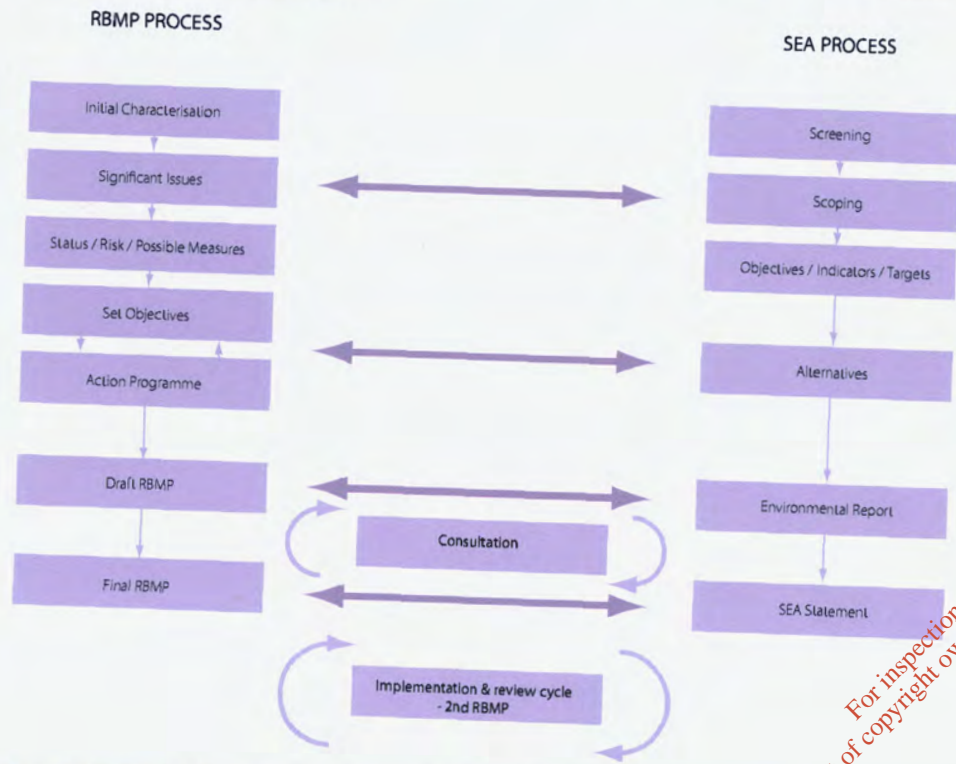 RBMP PROCESS
Initial Characterisation
Significant Issues
Status / Risk / Possible Measures
Set Objectives
Action Programme
Draft RBMP
Final RBMP
SEA PROCESS
Screening
Scoping
Objectives / Indicators / Targets
Alternatives
Environmental Report
SEA Statement
Consultation
Implementation & review cycle
- 2nd RBMP
For inspection
of copyright ow